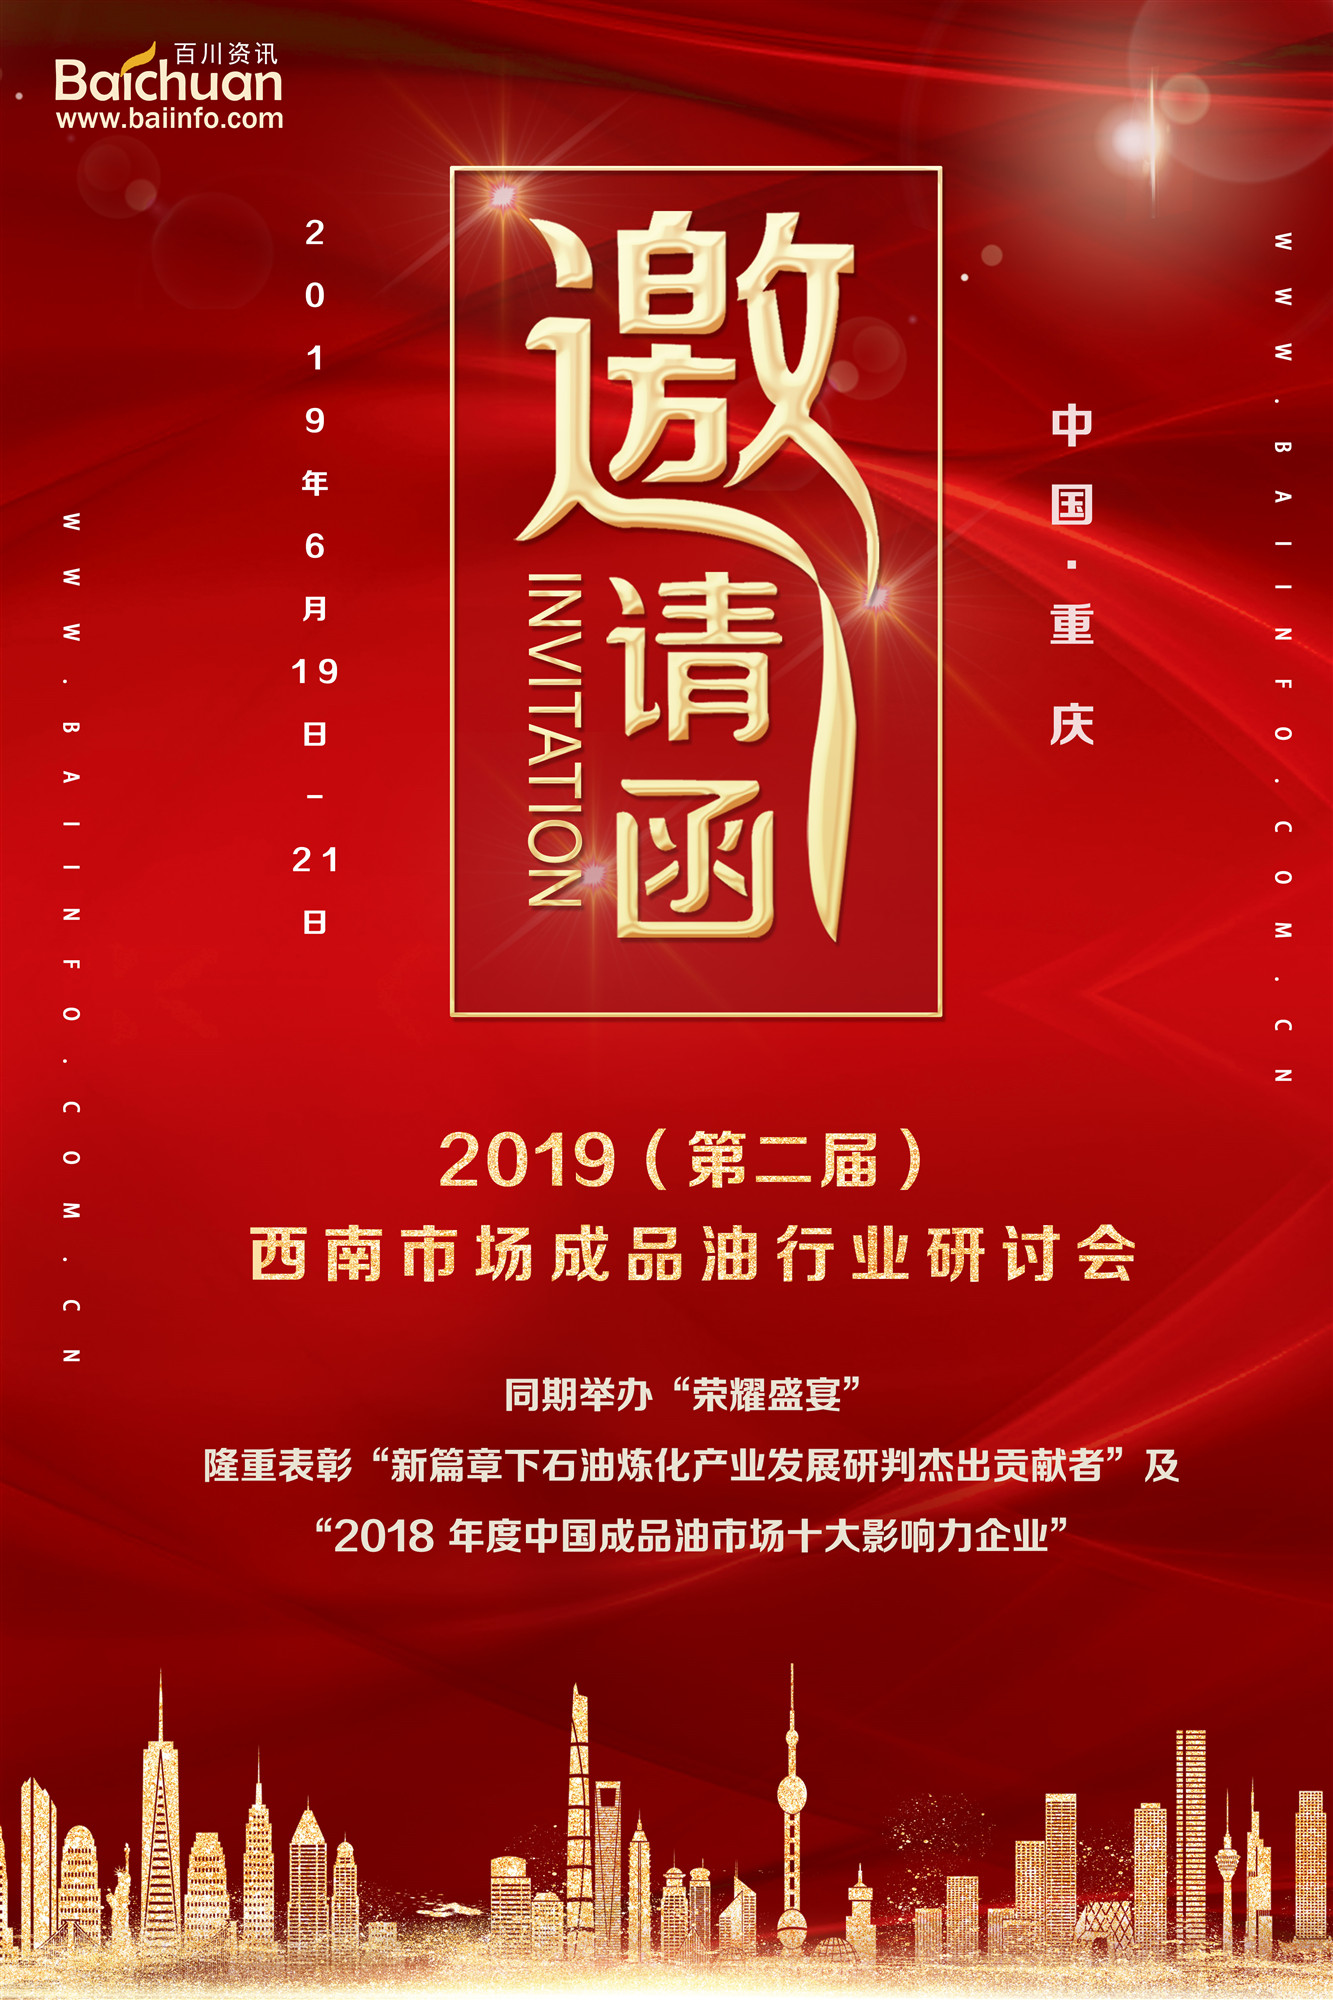 百川资讯
Baichuan
www.baiinfo.com
2019年6月19日-21日
邀请函
INVITATION
中国·重庆
WWW.BAIINFO.COM.CN
WWW.BAIINFO.COM.CN
2019（第二届）
西南市场成品油行业研讨会
同期举办“荣耀盛宴”
隆重表彰“新篇章下石油炼化产业发展研判杰出贡献者”及
“2018 年度中国成品油市场十大影响力企业”